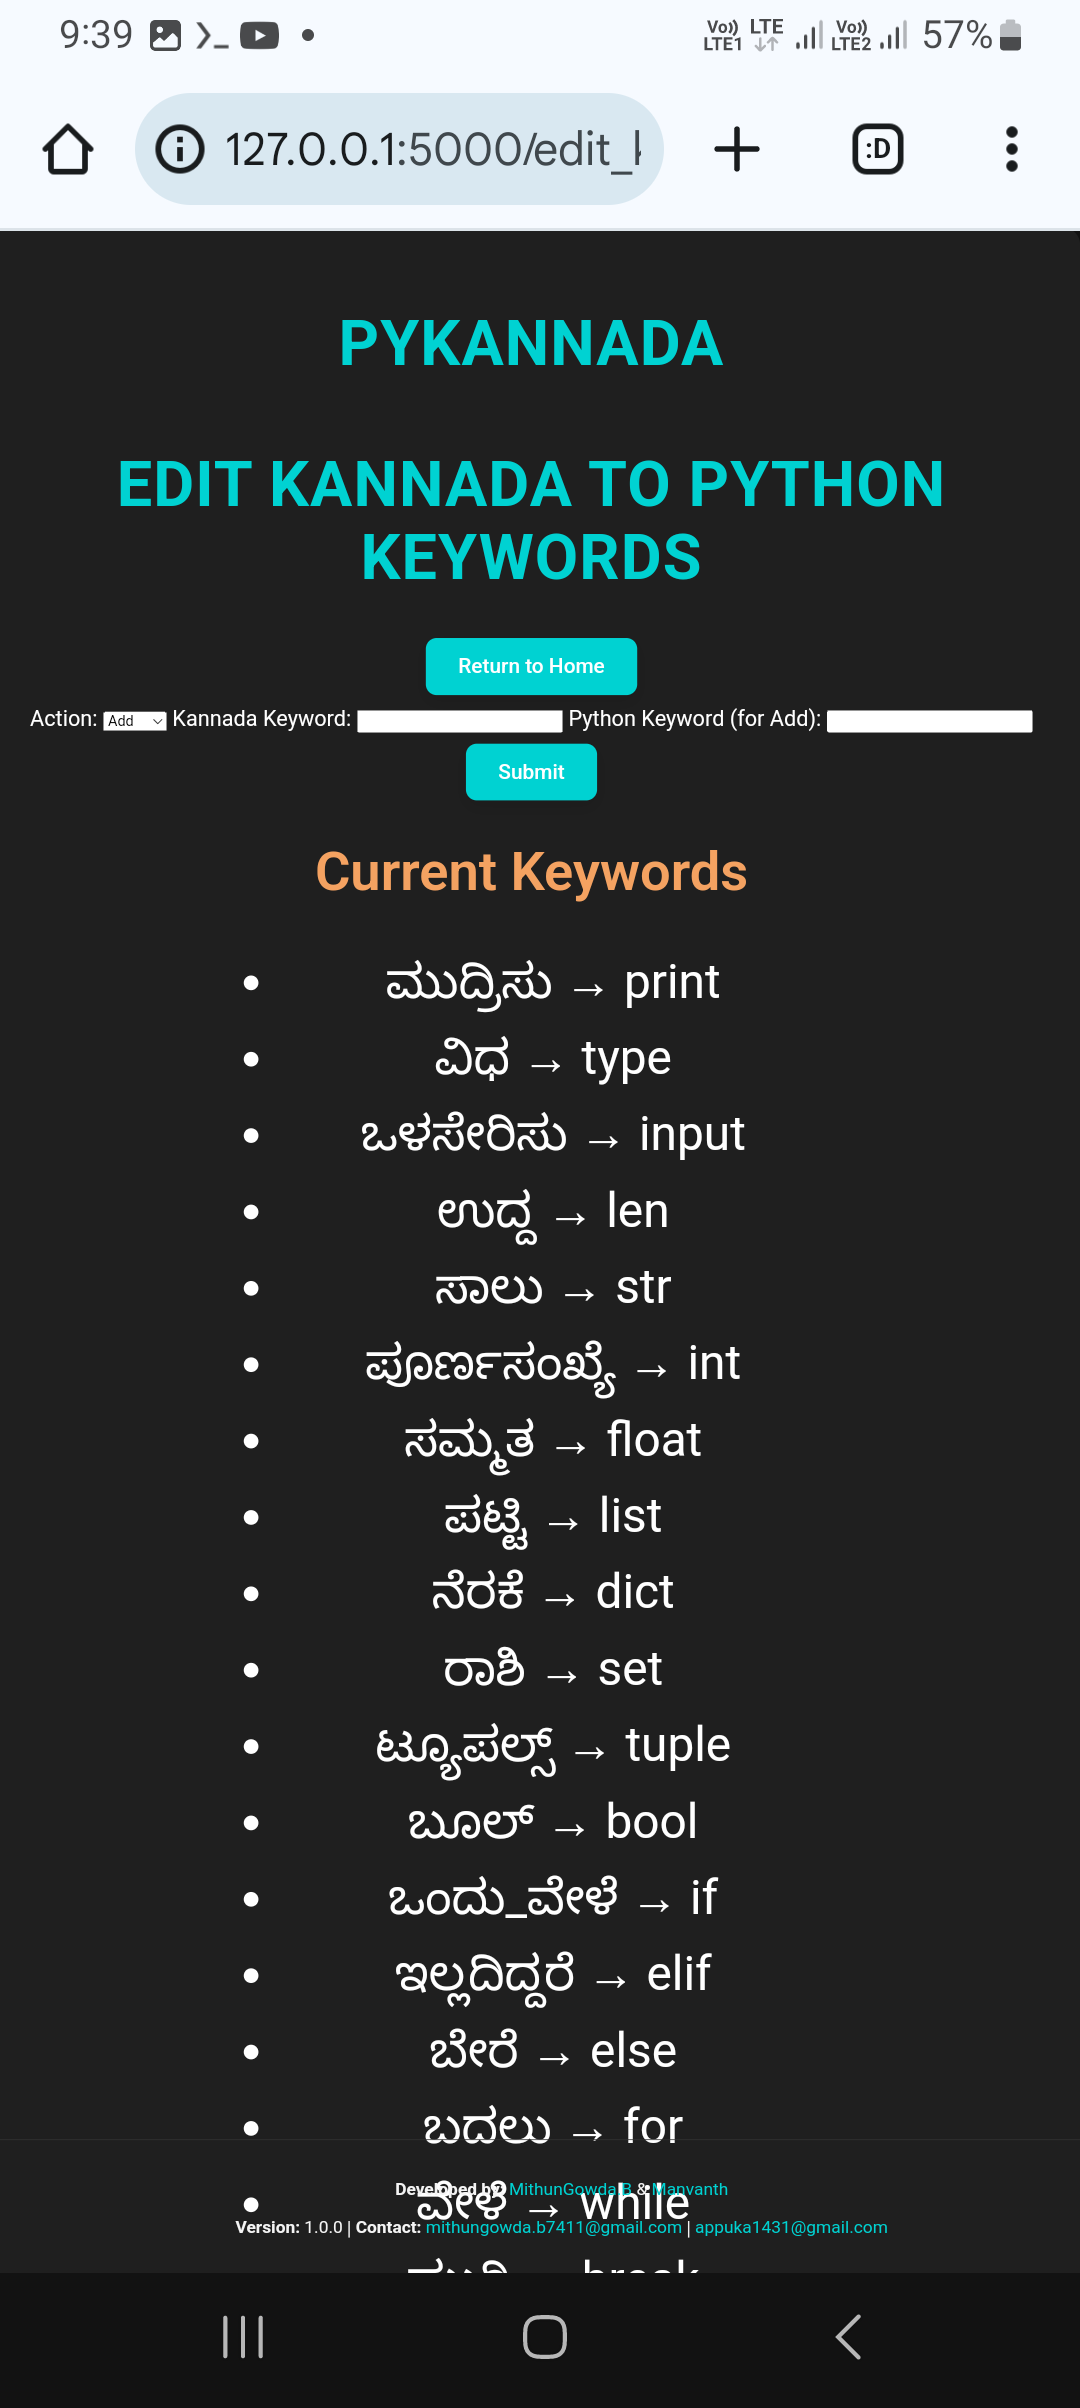 9:39
Vo)) LTE1 LTE Vo)) LTE2 57%
127.0.0.1:5000/edit_
:D
PYKANNADA
EDIT KANNADA TO PYTHON
KEYWORDS
Return to Home
Action: Add Kannada Keyword: Python Keyword (for Add):
Submit
Current Keywords
• ಮುದ್ರಿಸು → print
• ವಿಧ → type
• ಒಳಸೇರಿಸು → input
• ಉದ್ದ → len
• ಸಾಲು → str
• ಪೂರ್ಣಸಂಖ್ಯೆ → int
• ಸಮ್ಮತ → float
• ಪಟ್ಟಿ → list
• ನೆರಕೆ → dict
• ರಾಶಿ → set
• ಟ್ಯೂಪಲ್ಸ್ → tuple
• ಬೂಲ್ → bool
• ಒಂದು_ವೇಳೆ → if
• ಇಲ್ಲದಿದ್ದರೆ → elif
• ಬೇರೆ → else
• ಬದಲು → for
Developed by: MithunGowda.B & Manvanth
• ವೇಳೆ → while
Version: 1.0.0 | Contact: mithungowda.b7411@gmail.com | appuka1431@gmail.com
→ break